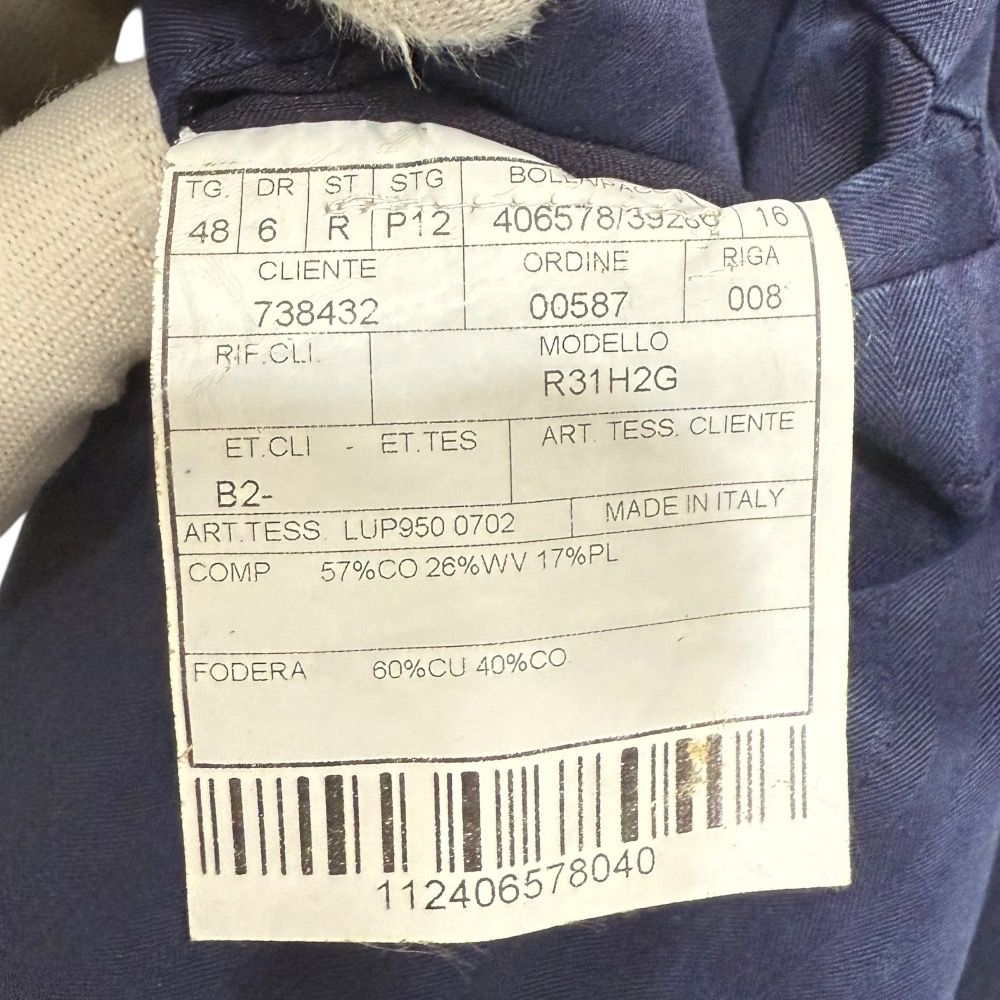 TG. DR ST STG
48 6 R P12 16
CLIENTE ORDINE RIGA
738432 00587 008
RIF.CLI. MODELLO
R31H2G
ET.CLI - ET.TES ART. TESS. CLIENTE
B2-
ART.TESS. LUP950 0702 MADE IN ITALY
COMP 57%CO 26%WV 17%PL
FODERA 60%CU 40%CO
112406578040